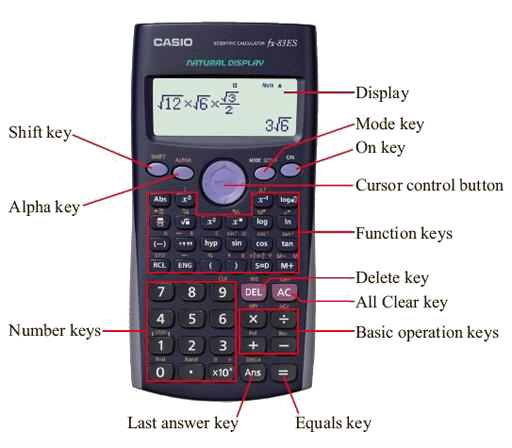 CASIO SCIENTIFIC CALCULATOR fx-83ES
NATURAL DISPLAY
Math ▲
√12×√6×√3/2
3√6
Display
Mode key
On key
Shift key
SHIFT ALPHA MODE SETUP ON
REPLAY
Cursor control button
Alpha key
Abs x³ x⁻¹ log
√ x² x^■ log ln
Function keys
(−) hyp sin cos tan
RCL ENG ( ) S⇔D M+
Delete key
7 8 9 DEL AC
All Clear key
Number keys
4 5 6 × ÷
Basic operation keys
1 2 3 + −
0 · ×10ˣ Ans =
Last answer key
Equals key